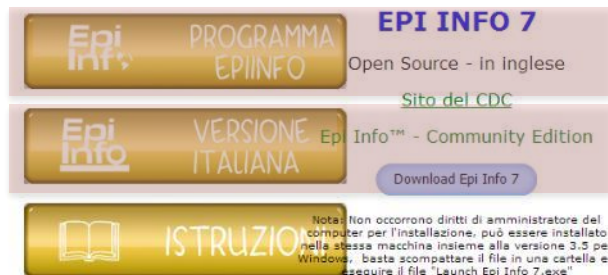 Epi
Info
PROGRAMMA
EPIINFO
EPI INFO 7
Open Source - in inglese
Sito del CDC
Epi
Info
VERSIONE
ITALIANA
Epi Info™ - Community Edition
Download Epi Info 7
ISTRUZIONI
Nota: Non occorrono diritti di amministratore del
computer per l'installazione, può essere installato
nella stessa macchina insieme alla versione 3.5 pe
Windows, basta scompattare il file in una cartella e
eseguire il file "Launch Epi Info 7.exe"